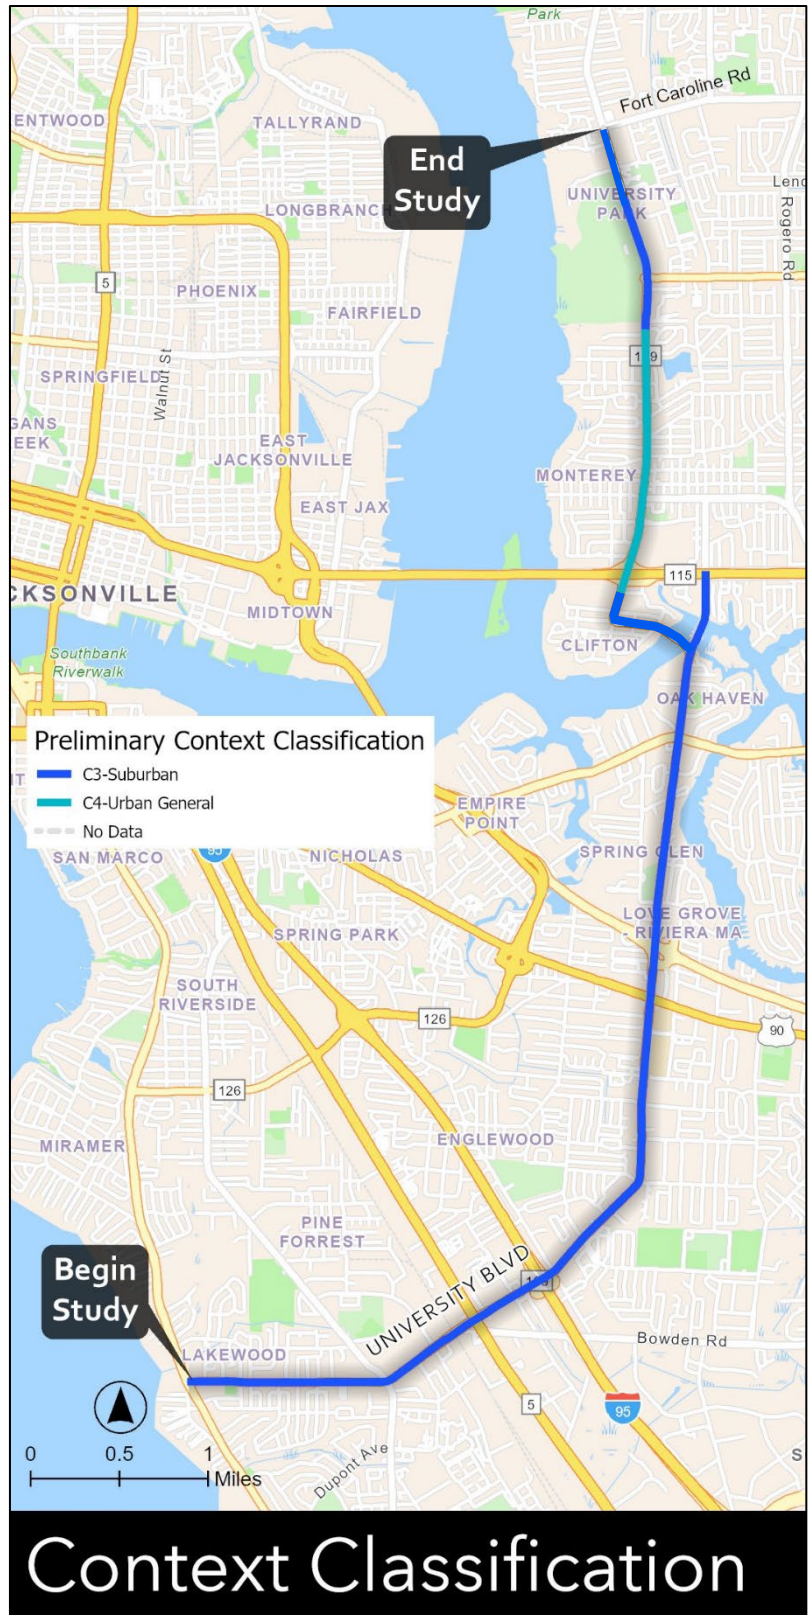 Park
Fort Caroline Rd
ENTWOOD
TALLYRAND
End
Study
UNIVERSITY
PARK
Rogero Rd
LONGBRANCH
5
PHOENIX
FAIRFIELD
Walnut St
SPRINGFIELD
EAST
JACKSONVILLE
MONTEREY
EAST JAX
115
CKSONVILLE
MIDTOWN
CLIFTON
Southbank
Riverwalk
OAK HAVEN
Preliminary Context Classification
C3-Suburban
C4-Urban General
No Data
EMPIRE
POINT
SAN MARCO
95
NICHOLAS
SPRING GLEN
LOVE GROVE
- RIVIERA MA
SPRING PARK
SOUTH
RIVERSIDE
126
90
126
MIRAMER
ENGLEWOOD
PINE
FORREST
Begin
Study
UNIVERSITY BLVD
LAKEWOOD
Bowden Rd
5
95
0 0.5 1
Miles
Dupont Ave
S
Context Classification